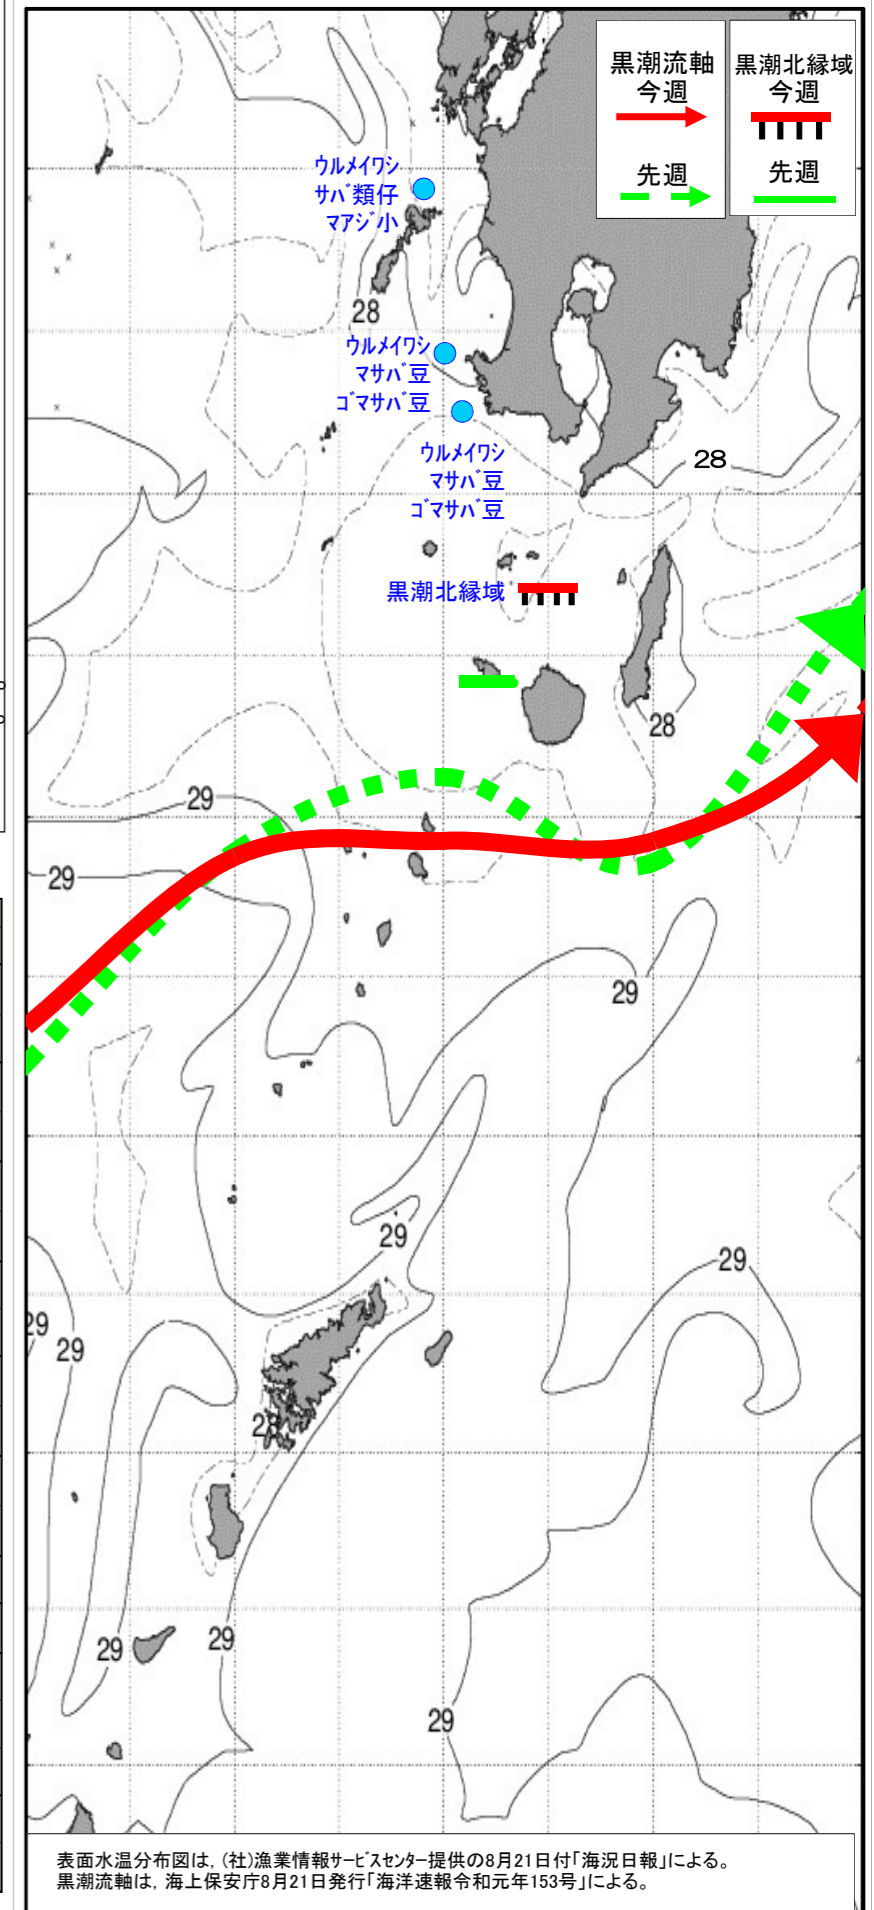 黒潮流軸
今週
先週
黒潮北縁域
今週
先週
ウルメイワシ
サバ類仔
マアジ小
28
ウルメイワシ
マサバ豆
ゴマサバ豆
ウルメイワシ
マサバ豆
ゴマサバ豆
28
黒潮北縁域
28
29
29
29
29
29
29
29
28
29
29
29
表面水温分布図は, (社)漁業情報サービスセンター提供の8月21日付「海況日報」による。
黒潮流軸は, 海上保安庁8月21日発行「海洋速報令和元年153号」による。